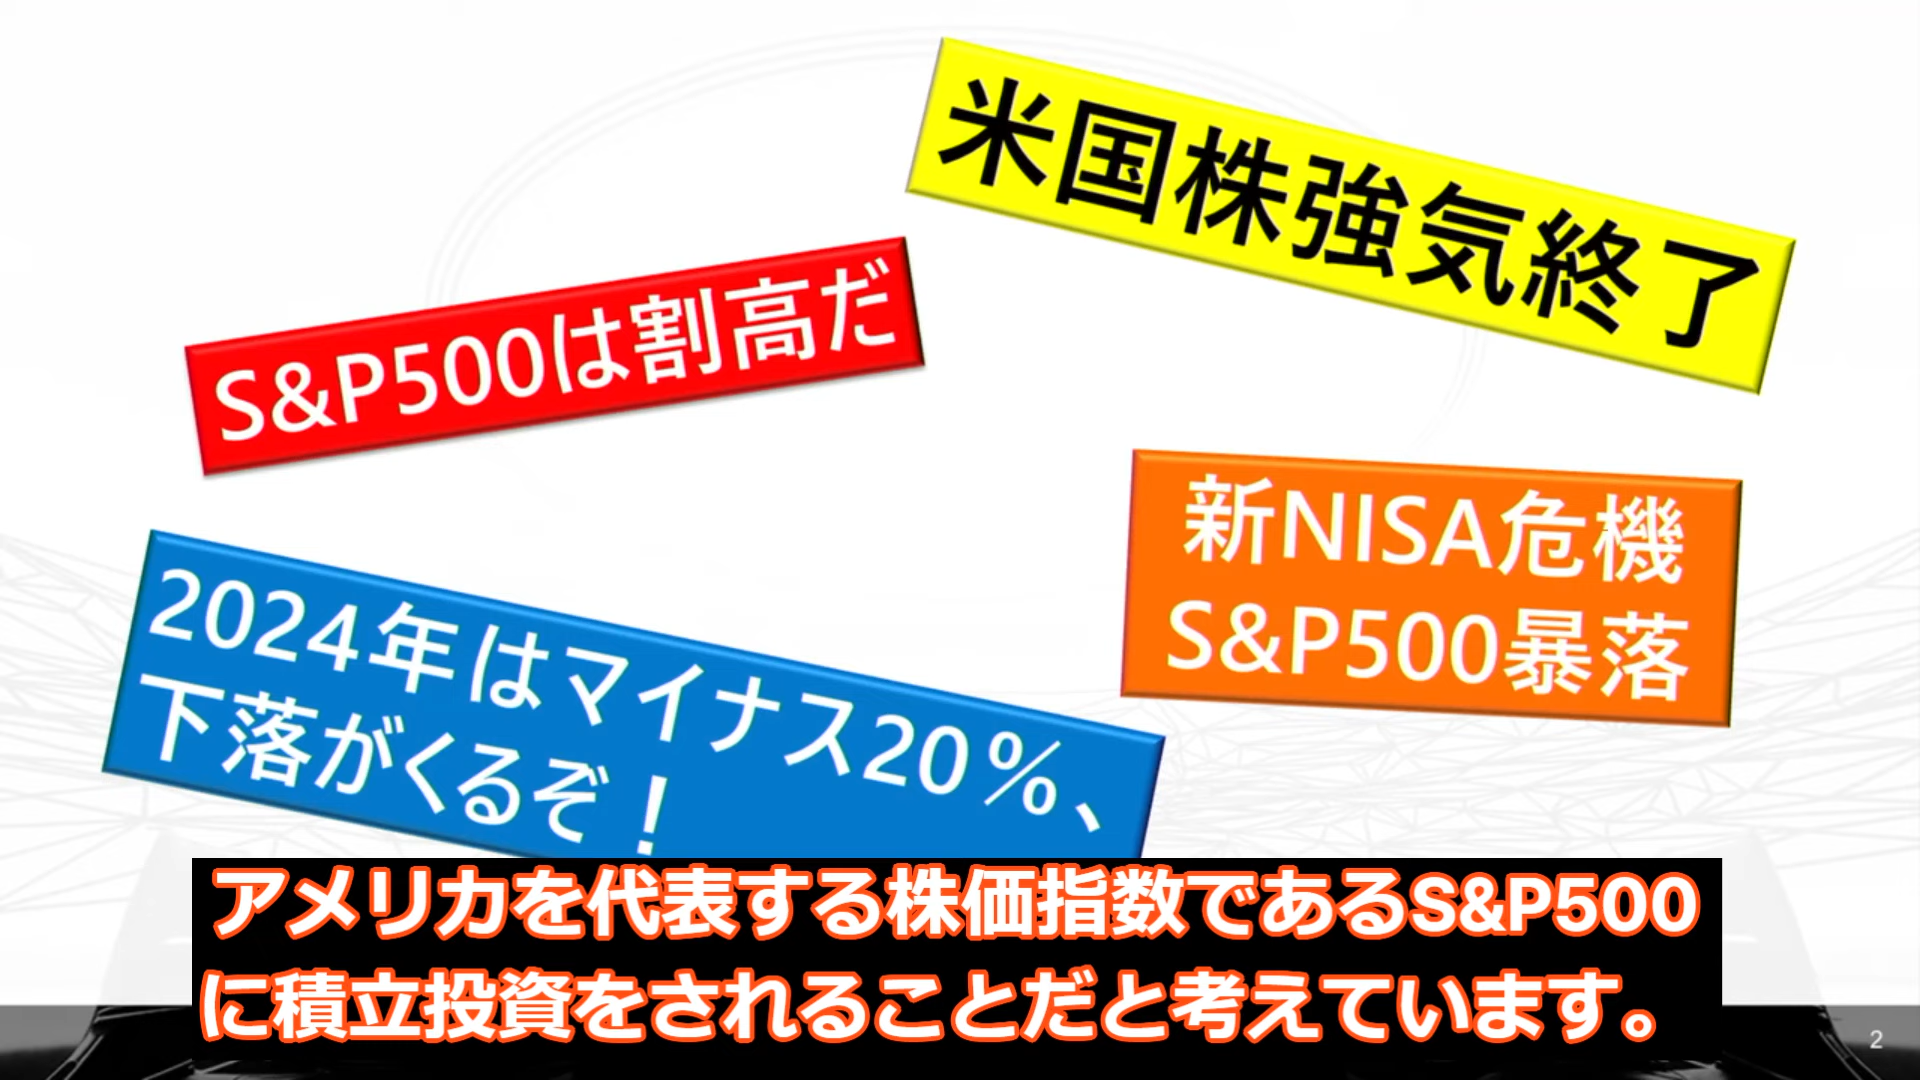 米国株強気終了
S&P500は割高だ
新NISA危機
S&P500暴落
2024年はマイナス20％、
下落がくるぞ！
アメリカを代表する株価指数であるS&P500
に積立投資をされることだと考えています。
2